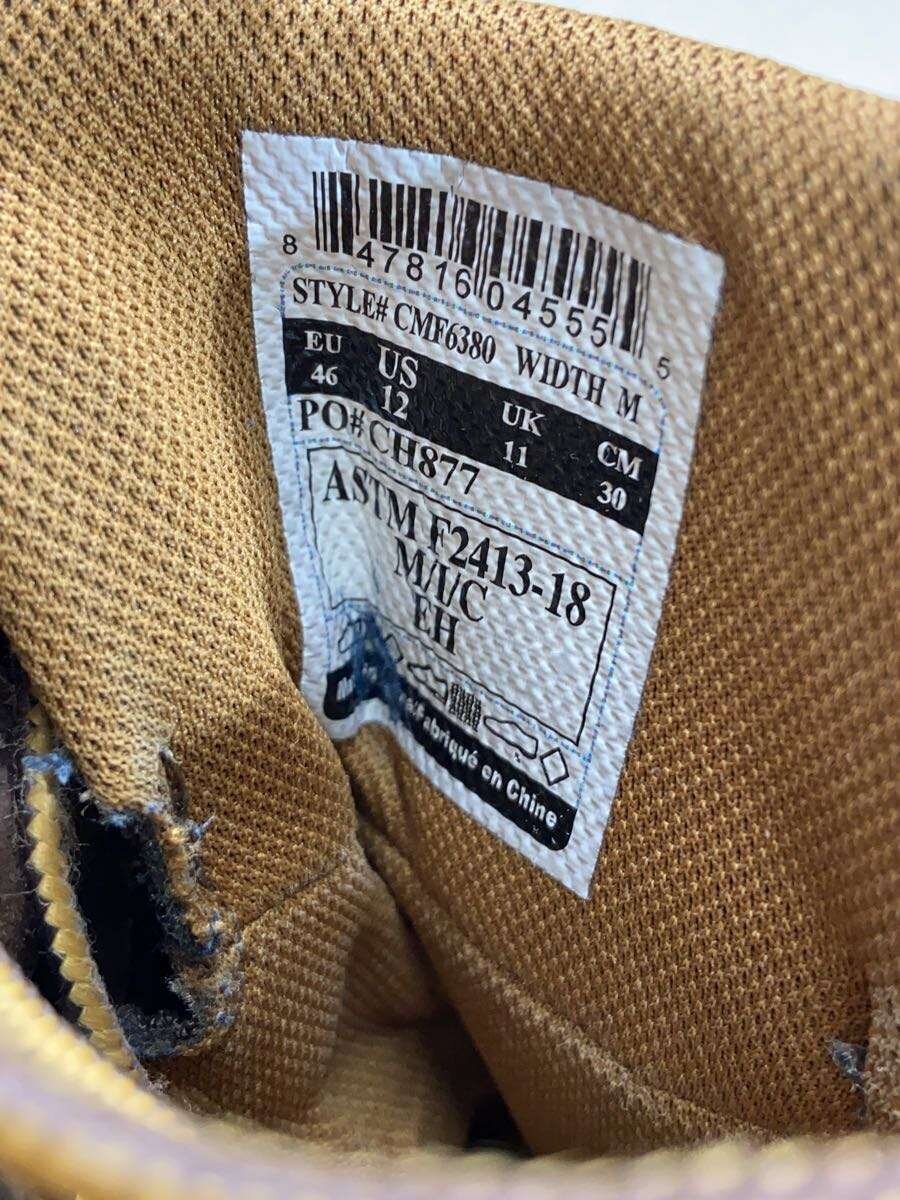 8 47816 04555 5
STYLE# CMF6380 WIDTH M
EU US UK CM
46 12 11 30
PO# CH877
ASTM F2413-18
M/I/C
EH
Fabriqué en Chine